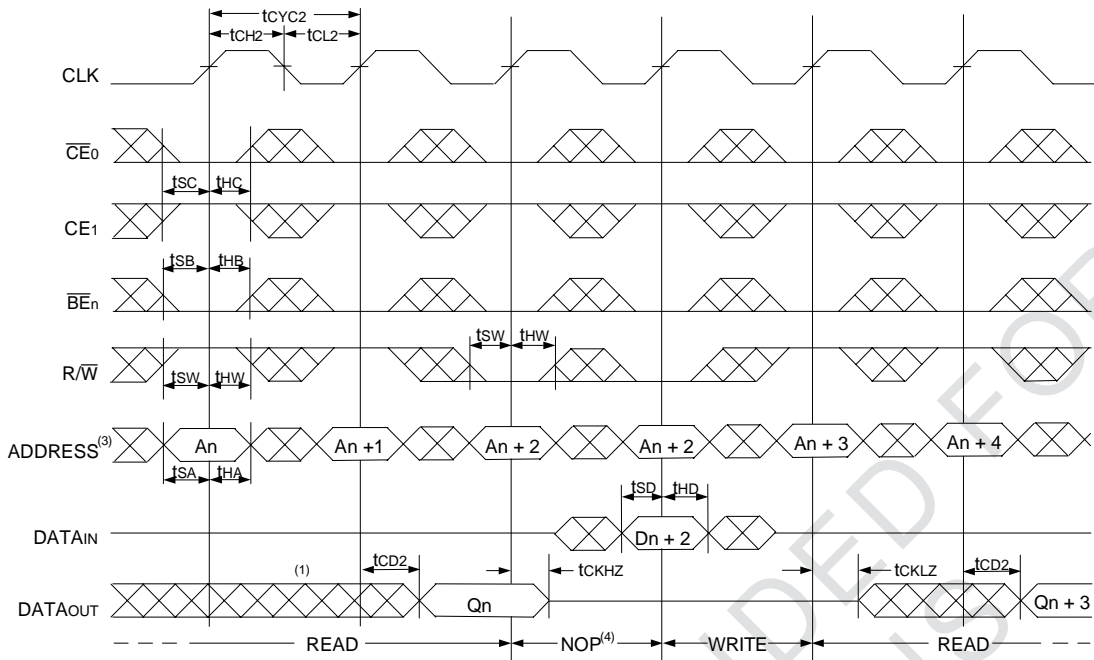 tCYC2
tCH2 tCL2
CLK
CE0
tSC tHC
CE1
tSB tHB
BEn
tSW tHW
R/W
tSW tHW
ADDRESS(3) An An +1 An + 2 An + 2 An + 3 An + 4
tSA tHA
tSD tHD
DATAIN Dn + 2
(1) tCD2 tCKHZ tCKLZ tCD2
DATAOUT Qn Qn + 3
READ NOP(4) WRITE READ